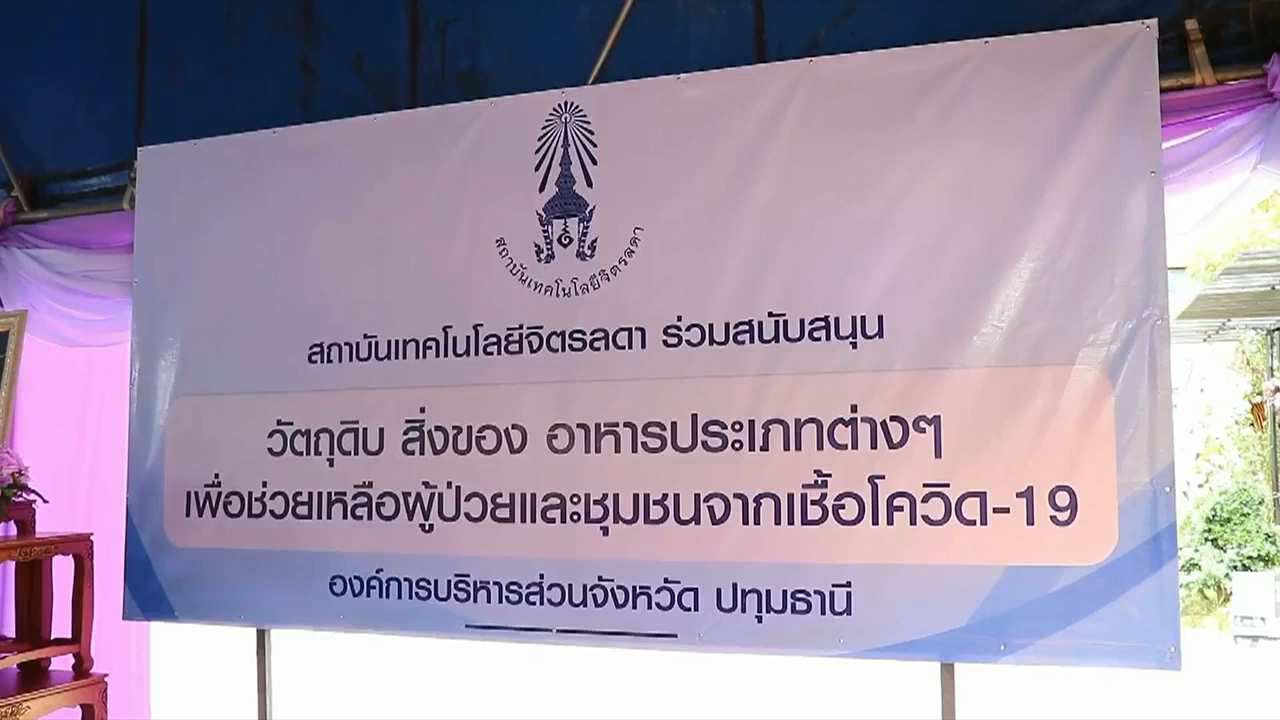 สถาบันเทคโนโลยีจิตรลดา
สถาบันเทคโนโลยีจิตรลดา ร่วมสนับสนุน
วัตถุดิบ สิ่งของ อาหารประเภทต่างๆ
เพื่อช่วยเหลือผู้ป่วยและชุมชนจากเชื้อโควิด-19
องค์การบริหารส่วนจังหวัด ปทุมธานี